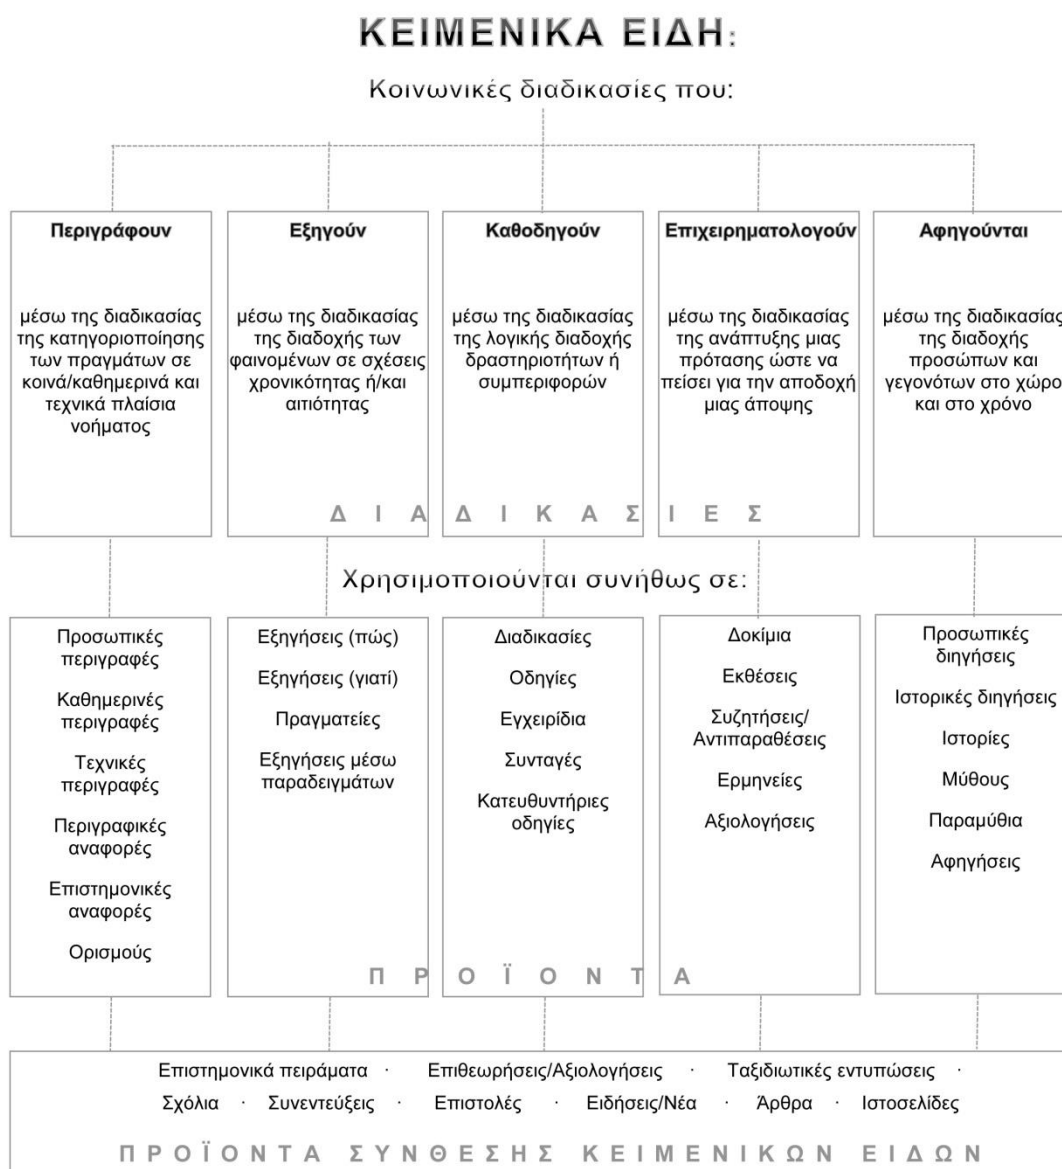 ΚΕΙΜΕΝΙΚΑ ΕΙΔΗ:
Κοινωνικές διαδικασίες που:
Περιγράφουν
μέσω της διαδικασίας
της κατηγοριοποίησης
των πραγμάτων σε
κοινά/καθημερινά και
τεχνικά πλαίσια
νοήματος
Εξηγούν
μέσω της διαδικασίας
της διαδοχής των
φαινομένων σε σχέσεις
χρονικότητας ή/και
αιτιότητας
Καθοδηγούν
μέσω της διαδικασίας
της λογικής διαδοχής
δραστηριοτήτων ή
συμπεριφορών
Επιχειρηματολογούν
μέσω της διαδικασίας
της ανάπτυξης μιας
πρότασης ώστε να
πείσει για την αποδοχή
μιας άποψης
Αφηγούνται
μέσω της διαδικασίας
της διαδοχής
προσώπων και
γεγονότων στο χώρο
και στο χρόνο
ΔΙΑΔΙΚΑΣΙΕΣ
Χρησιμοποιούνται συνήθως σε:
Προσωπικές
περιγραφές
Καθημερινές
περιγραφές
Τεχνικές
περιγραφές
Περιγραφικές
αναφορές
Επιστημονικές
αναφορές
Ορισμούς
Εξηγήσεις (πώς)
Εξηγήσεις (γιατί)
Πραγματείες
Εξηγήσεις μέσω
παραδειγμάτων
Διαδικασίες
Οδηγίες
Εγχειρίδια
Συνταγές
Κατευθυντήριες
οδηγίες
Δοκίμια
Εκθέσεις
Συζητήσεις/
Αντιπαραθέσεις
Ερμηνείες
Αξιολογήσεις
Προσωπικές
διηγήσεις
Ιστορικές διηγήσεις
Ιστορίες
Μύθους
Παραμύθια
Αφηγήσεις
ΠΡΟΪΟΝΤΑ
Επιστημονικά πειράματα · Επιθεωρήσεις/Αξιολογήσεις · Ταξιδιωτικές εντυπώσεις ·
Σχόλια · Συνεντεύξεις · Επιστολές · Ειδήσεις/Νέα · Άρθρα · Ιστοσελίδες
ΠΡΟΪΟΝΤΑ ΣΥΝΘΕΣΗΣ ΚΕΙΜΕΝΙΚΩΝ ΕΙΔΩΝ